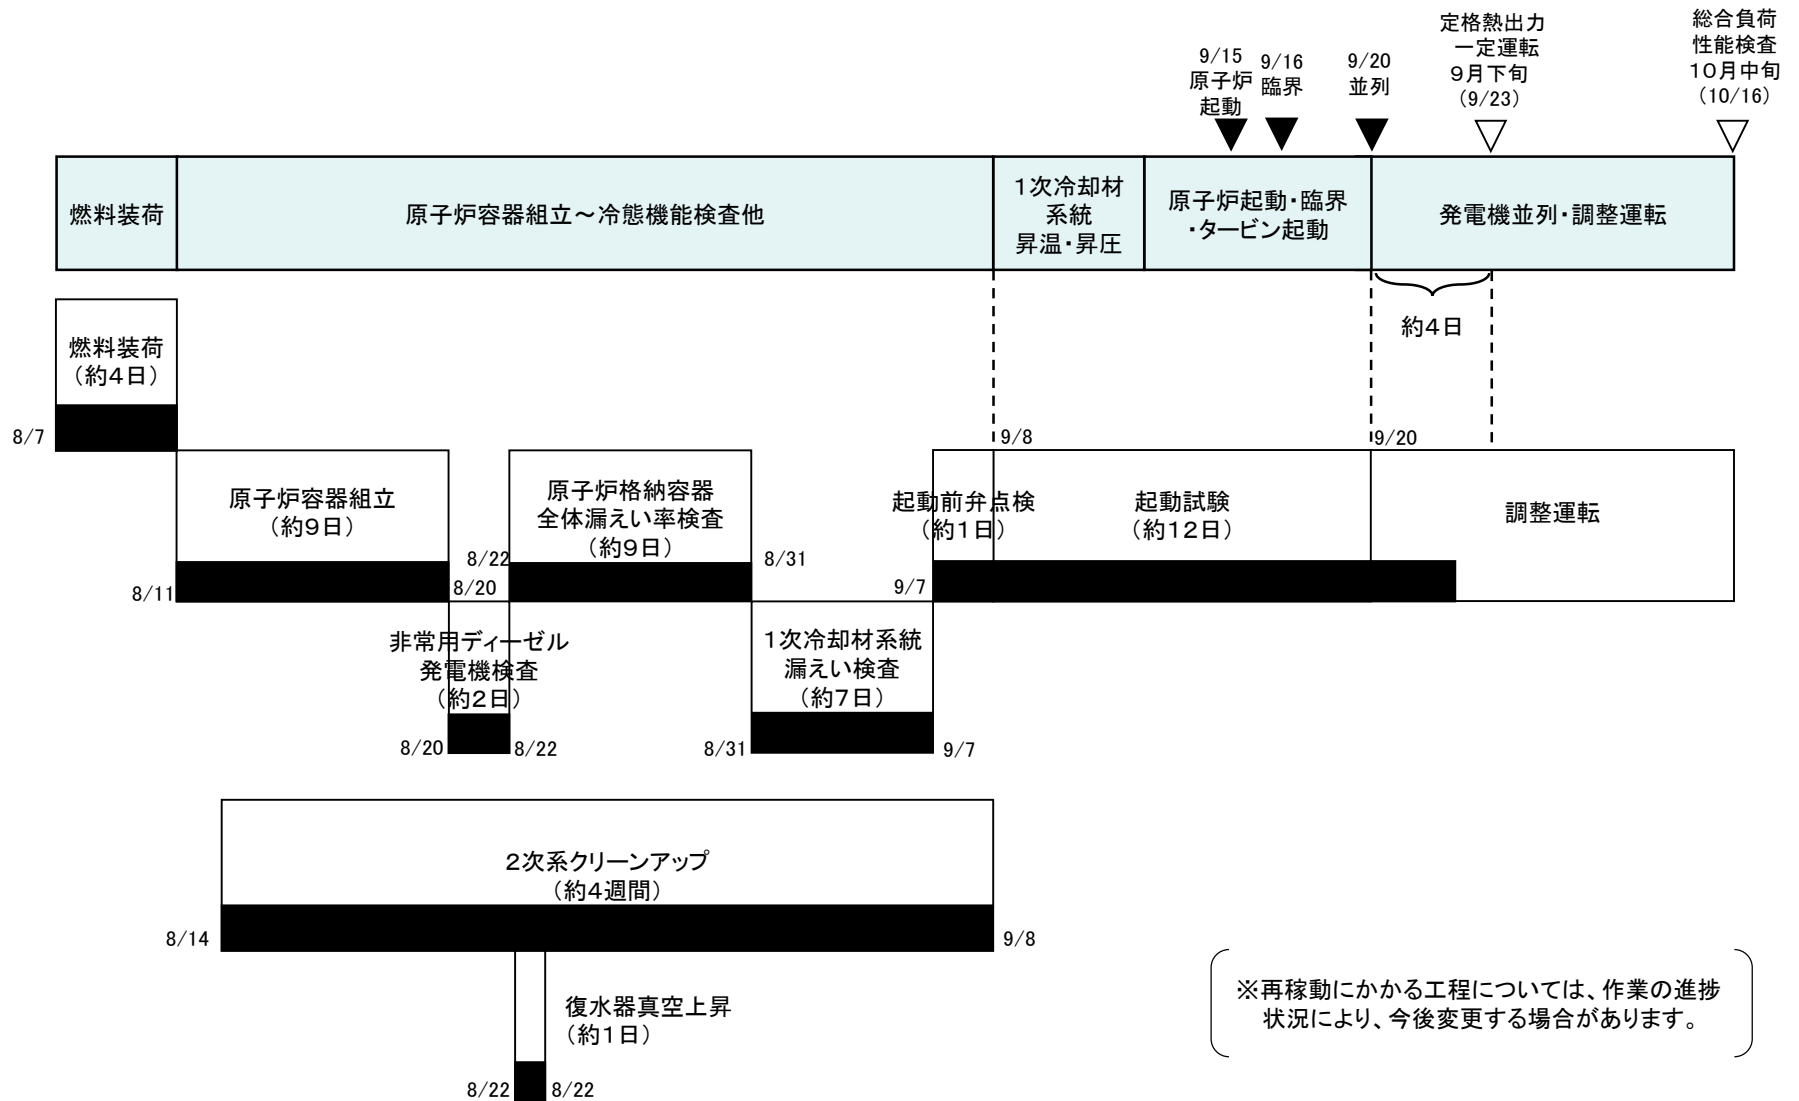 9/15
原子炉
起動
9/16
臨界
9/20
並列
定格熱出力
一定運転
9月下旬
(9/23)
総合負荷
性能検査
10月中旬
(10/16)
燃料装荷
原子炉容器組立～冷態機能検査他
1次冷却材
系統
昇温・昇圧
原子炉起動・臨界
・タービン起動
発電機並列・調整運転
約4日
燃料装荷
(約4日)
8/7
9/8
9/20
原子炉容器組立
(約9日)
原子炉格納容器
全体漏えい率検査
(約9日)
起動前弁点検
(約1日)
起動試験
(約12日)
調整運転
8/11
8/20
8/22
8/31
9/7
非常用ディーゼル
発電機検査
(約2日)
1次冷却材系統
漏えい検査
(約7日)
8/20
8/22
8/31
9/7
2次系クリーンアップ
(約4週間)
8/14
9/8
復水器真空上昇
(約1日)
8/22
8/22
※再稼動にかかる工程については、作業の進捗
状況により、今後変更する場合があります。